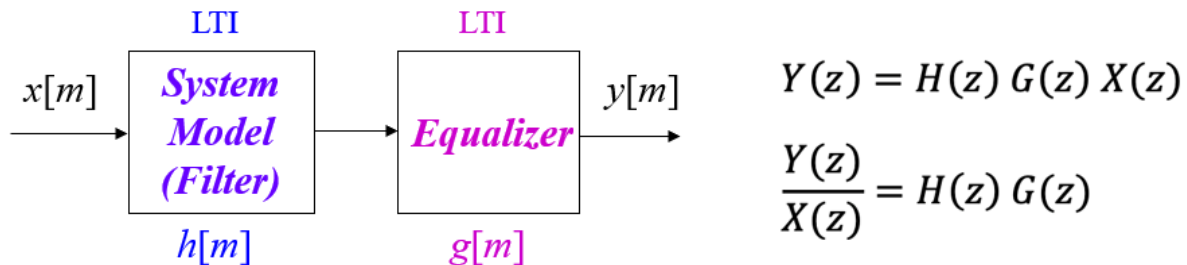 LTI
LTI
x[m]
System
Model
(Filter)
Equalizer
y[m]
h[m]
g[m]
Y(z) = H(z) G(z) X(z)
Y(z)
X(z)
= H(z) G(z)